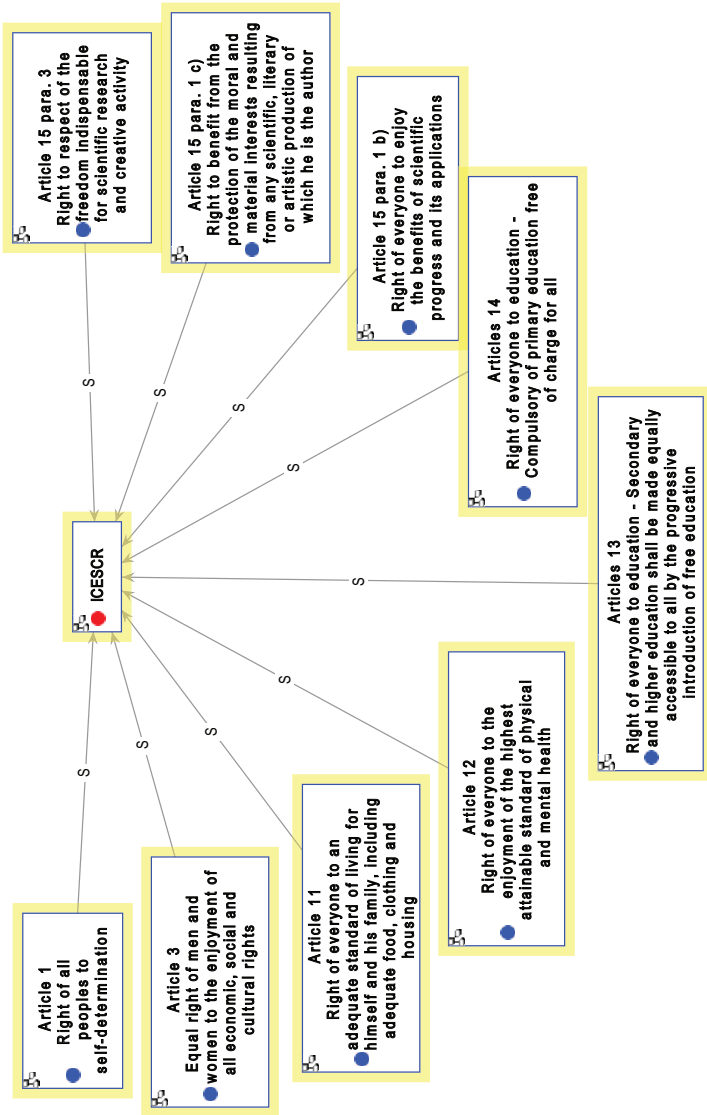 ICESCR
Article 1
Right of all
peoples to
self-determination
S
Article 3
Equal right of men and
women to the enjoyment of
all economic, social and
cultural rights
S
Article 11
Right of everyone to an
adequate standard of living for
himself and his family, including
adequate food, clothing and
housing
S
Article 12
Right of everyone to the
enjoyment of the highest
attainable standard of physical
and mental health
S
Articles 13
Right of everyone to education - Secondary
and higher education shall be made equally
accessible to all by the progressive
introduction of free education
S
Articles 14
Right of everyone to education -
Compulsory of primary education free
of charge for all
S
Article 15 para. 1 b)
Right of everyone to enjoy
the benefits of scientific
progress and its applications
S
Article 15 para. 1 c)
Right to benefit from the
protection of the moral and
material interests resulting
from any scientific, literary
or artistic production of
which he is the author
S
Article 15 para. 3
Right to respect of the
freedom indispensable
for scientific research
and creative activity
S